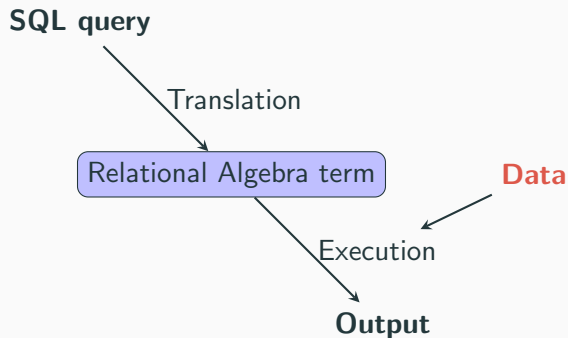 SQL query
Translation
Relational Algebra term
Data
Execution
Output